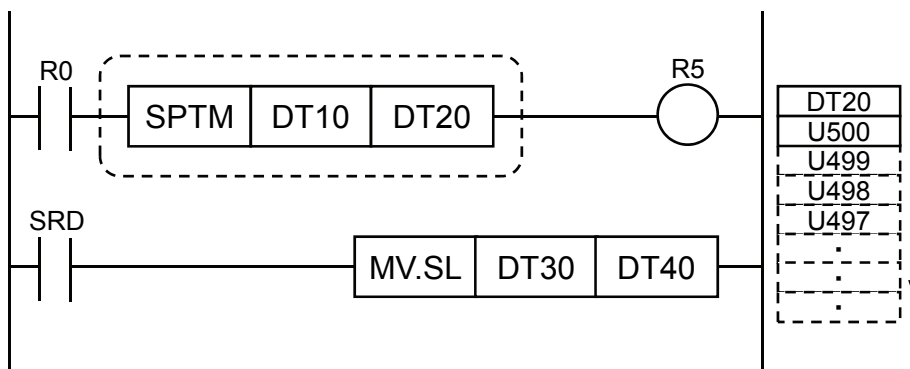 R0
SPTM DT10 DT20
R5
SRD
MV.SL DT30 DT40
DT20
U500
U499
U498
U497
.
.
.